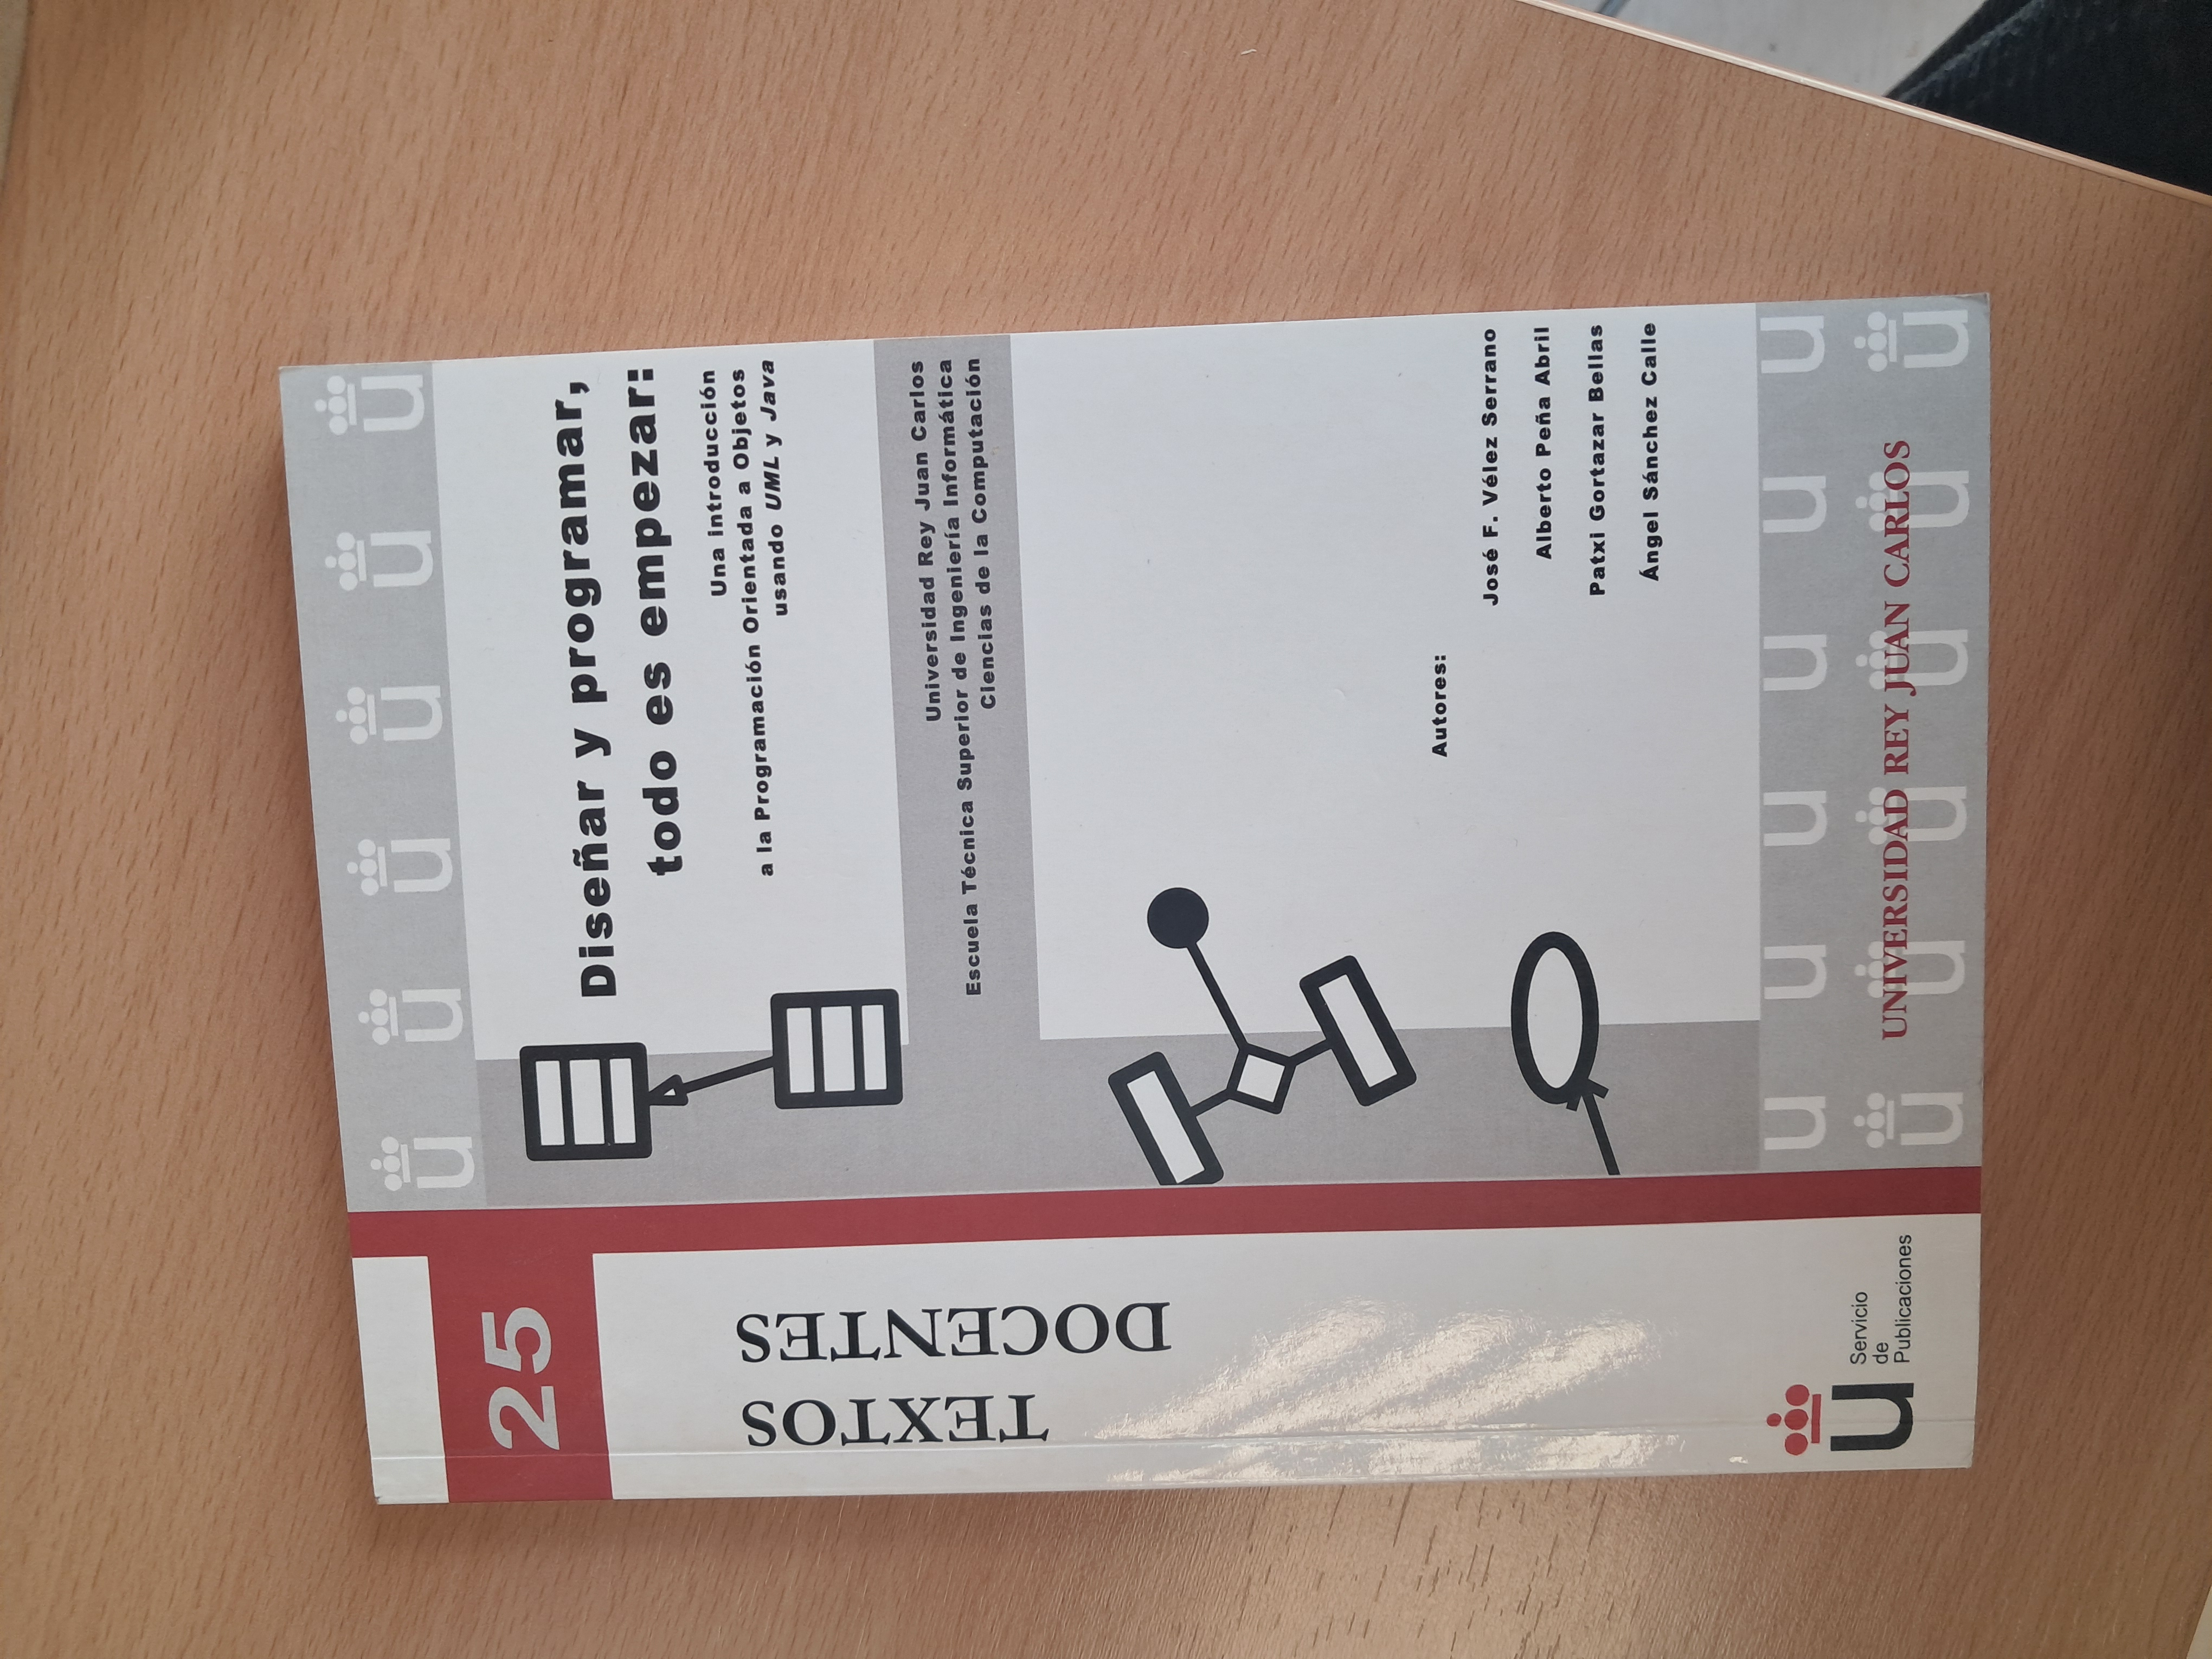 25
TEXTOS
DOCENTES
Diseñar y programar,
todo es empezar:
Una introducción
a la Programación Orientada a Objetos
usando UML y Java
Universidad Rey Juan Carlos
Escuela Técnica Superior de Ingeniería Informática
Ciencias de la Computación
Autores:
José F. Vélez Serrano
Alberto Peña Abril
Patxi Gortazar Bellas
Ángel Sánchez Calle
u
Servicio
de
Publicaciones
UNIVERSIDAD REY JUAN CARLOS